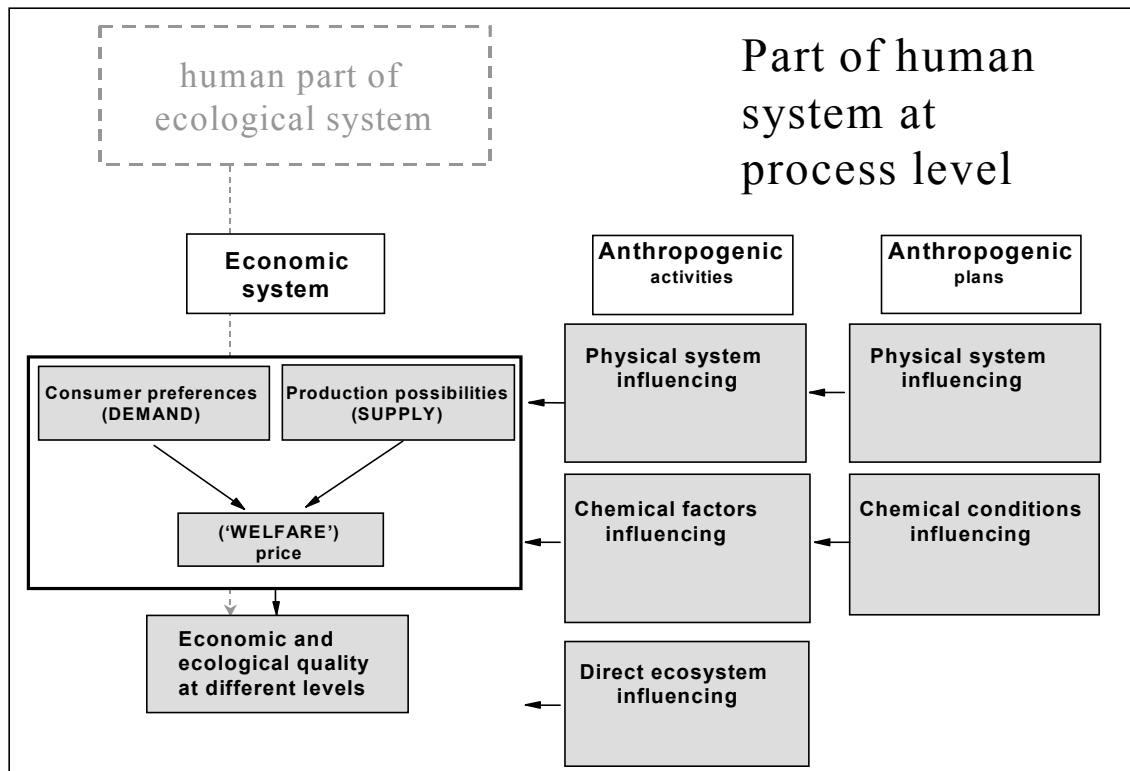 human part of
ecological system
Part of human
system at
process level
Economic
system
Anthropogenic
activities
Anthropogenic
plans
Consumer preferences
(DEMAND)
Production possibilities
(SUPPLY)
Physical system
influencing
Physical system
influencing
(‘WELFARE’)
price
Chemical factors
influencing
Chemical conditions
influencing
Economic and
ecological quality
at different levels
Direct ecosystem
influencing